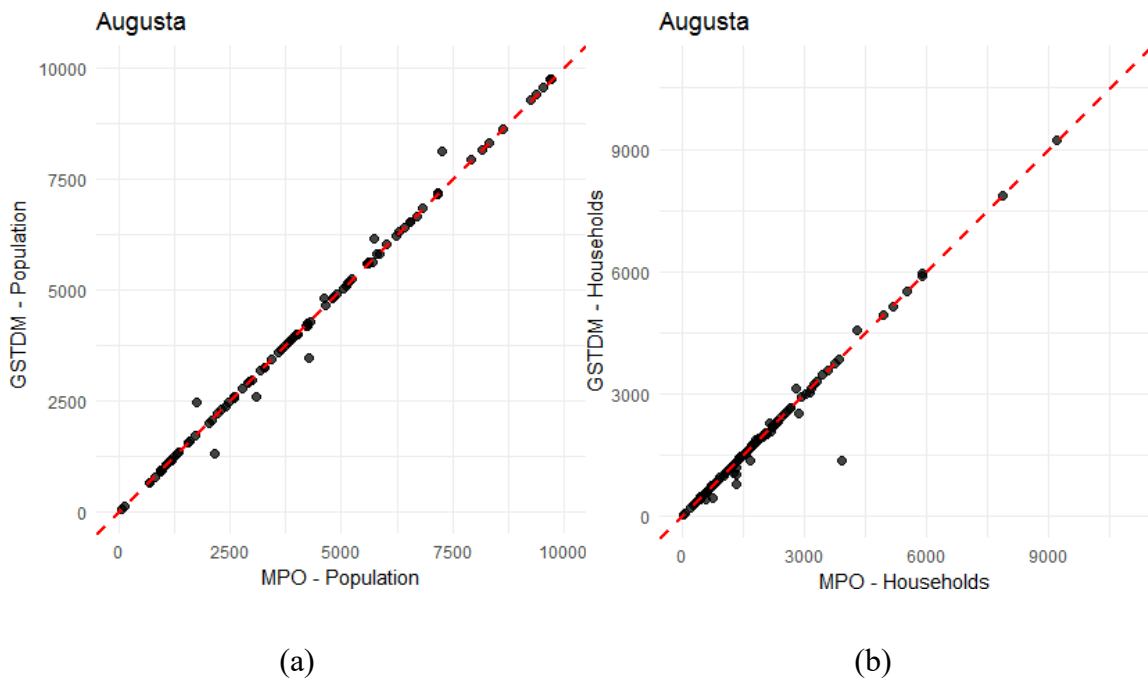 Augusta
10000
7500
5000
2500
0
GSTDM - Population
0 2500 5000 7500 10000
MPO - Population
(a)
Augusta
9000
6000
3000
0
GSTDM - Households
0 3000 6000 9000
MPO - Households
(b)